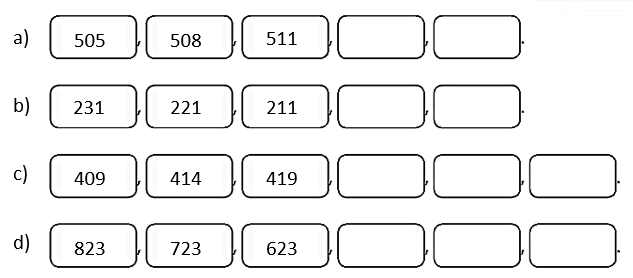 a) 505, 508, 511, , .
b) 231, 221, 211, , .
c) 409, 414, 419, , , .
d) 823, 723, 623, , , .